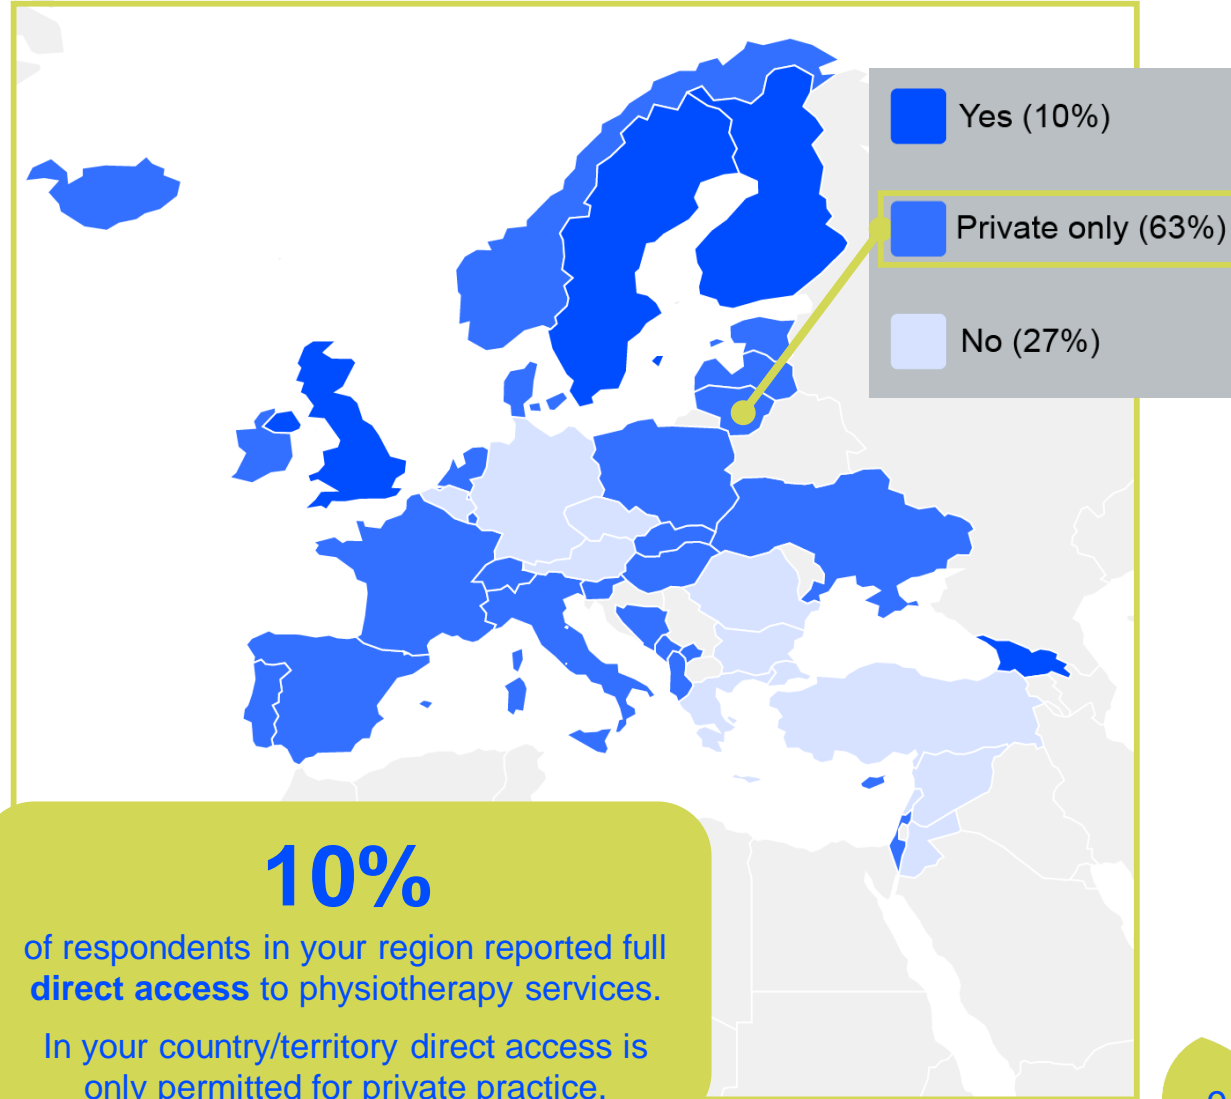 Yes (10%)
Private only (63%)
No (27%)
10%
of respondents in your region reported full
direct access to physiotherapy services.
In your country/territory direct access is
only permitted for private practice.